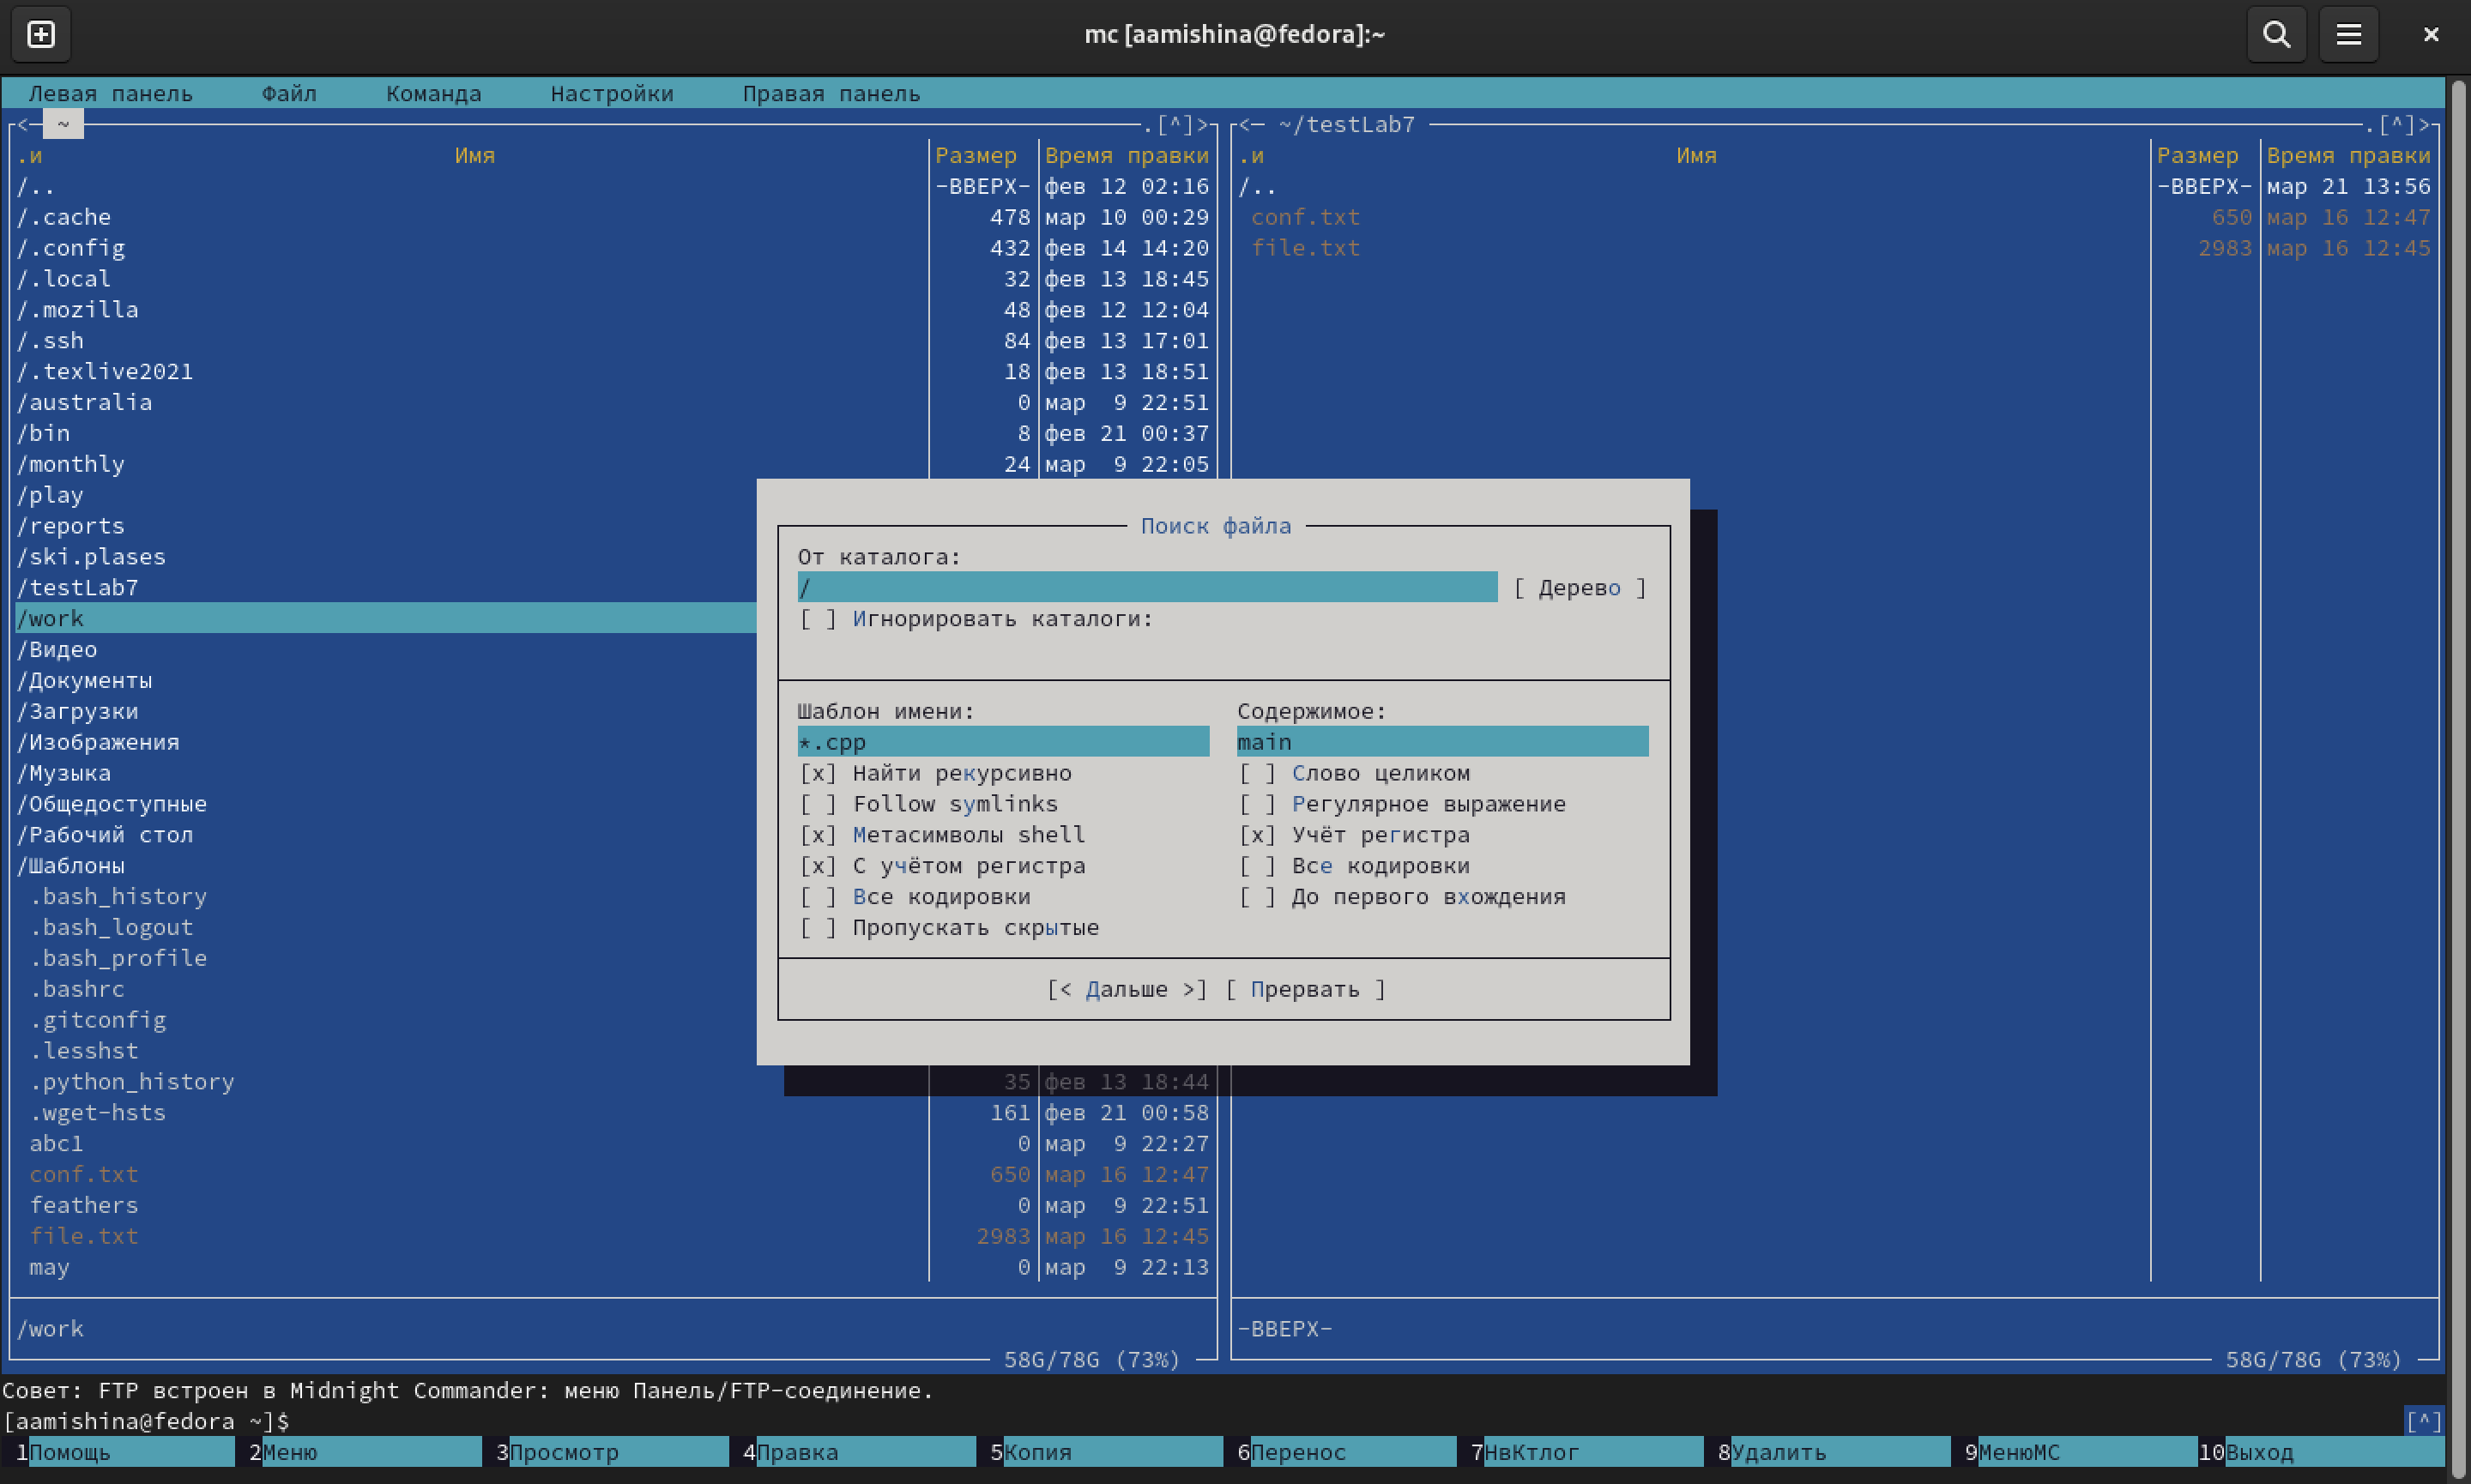 mc [aamishina@fedora]:~
Левая панель Файл Команда Настройки Правая панель
<— ~ .[^]> <— ~/testLab7 .[^]>
.и Имя Размер Время правки .и Имя Размер Время правки
/.. -ВВЕРХ- фев 12 02:16 /.. -ВВЕРХ- мар 21 13:56
/.cache 478 мар 10 00:29 conf.txt 650 мар 16 12:47
/.config 432 фев 14 14:20 file.txt 2983 мар 16 12:45
/.local 32 фев 13 18:45
/.mozilla 48 фев 12 12:04
/.ssh 84 фев 13 17:01
/.texlive2021 18 фев 13 18:51
/australia 0 мар 9 22:51
/bin 8 фев 21 00:37
/monthly 24 мар 9 22:05
/play
/reports
/ski.plases
/testLab7
/work
/Видео
/Документы
/Загрузки
/Изображения
/Музыка
/Общедоступные
/Рабочий стол
/Шаблоны
.bash_history
.bash_logout
.bash_profile
.bashrc
.gitconfig
.lesshst
.python_history 35 фев 13 18:44
.wget-hsts 161 фев 21 00:58
abc1 0 мар 9 22:27
conf.txt 650 мар 16 12:47
feathers 0 мар 9 22:51
file.txt 2983 мар 16 12:45
may 0 мар 9 22:13
Поиск файла
От каталога:
/ [ Дерево ]
[ ] Игнорировать каталоги:
Шаблон имени: Содержимое:
*.cpp main
[x] Найти рекурсивно [ ] Слово целиком
[ ] Follow symlinks [ ] Регулярное выражение
[x] Метасимволы shell [x] Учёт регистра
[x] С учётом регистра [ ] Все кодировки
[ ] Все кодировки [ ] До первого вхождения
[ ] Пропускать скрытые
[< Дальше >] [ Прервать ]
/work -ВВЕРХ-
58G/78G (73%) 58G/78G (73%)
Совет: FTP встроен в Midnight Commander: меню Панель/FTP-соединение.
[aamishina@fedora ~]$ [^]
1Помощь 2Меню 3Просмотр 4Правка 5Копия 6Перенос 7НвКтлог 8Удалить 9МенюМС 10Выход